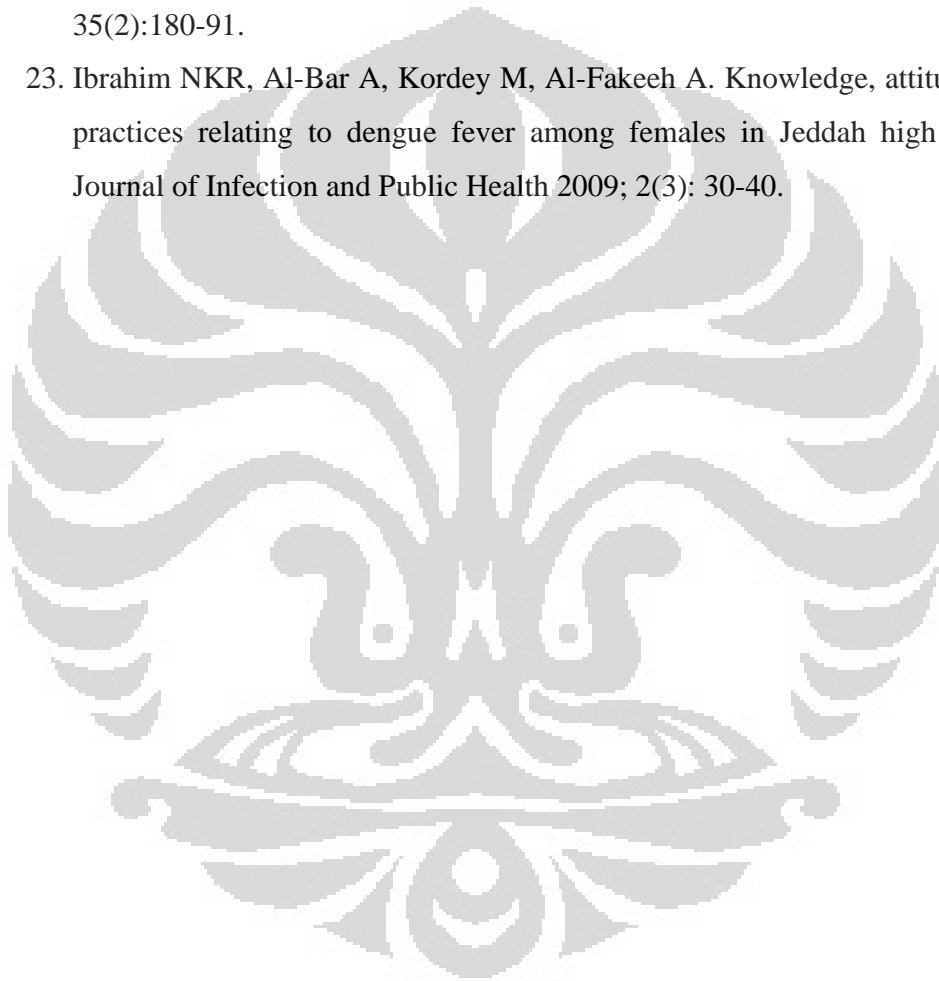 35(2):180-91.
23. Ibrahim NKR, Al-Bar A, Kordey M, Al-Fakeeh A. Knowledge, 
practices relating to dengue fever among females in Jeddah high
Journal of Infection and Public Health 2009; 2(3): 30-40.